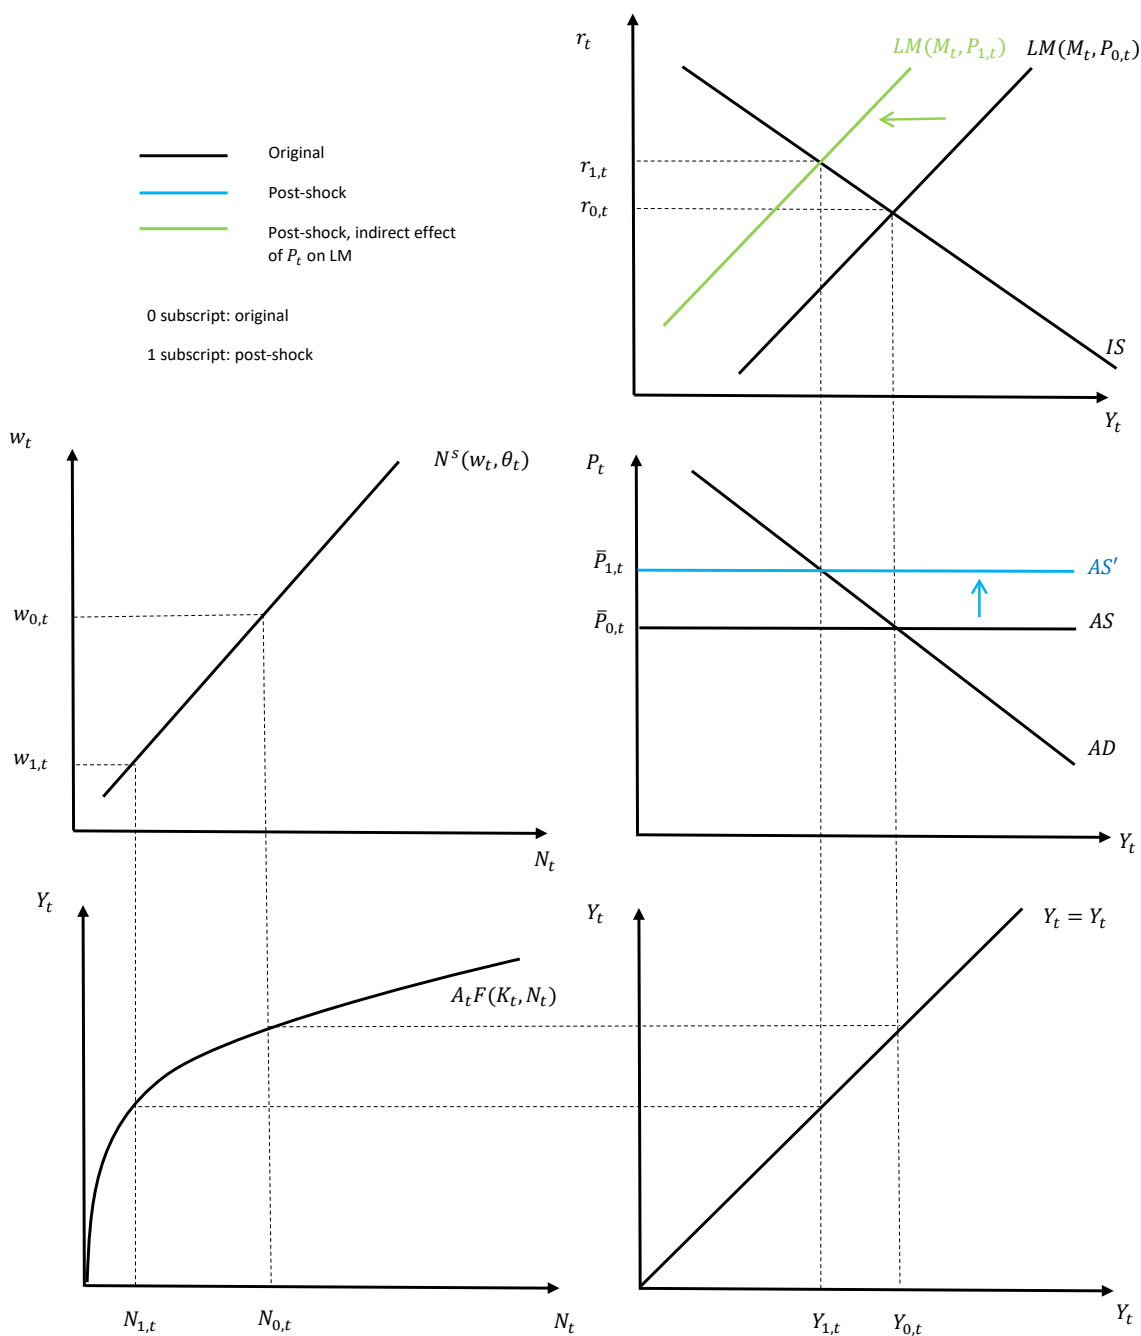 r_t
LM(M_t, P_{1,t})
LM(M_t, P_{0,t})
Original
Post-shock
Post-shock, indirect effect
of P_t on LM
0 subscript: original
1 subscript: post-shock
r_{1,t}
r_{0,t}
IS
Y_t
w_t
N^s(w_t, θ_t)
w_{0,t}
w_{1,t}
N_t
P_t
P̅_{1,t}
AS′
P̅_{0,t}
AS
AD
Y_t
Y_t
A_tF(K_t, N_t)
N_{1,t}
N_{0,t}
N_t
Y_t
Y_t = Y_t
Y_{1,t}
Y_{0,t}
Y_t